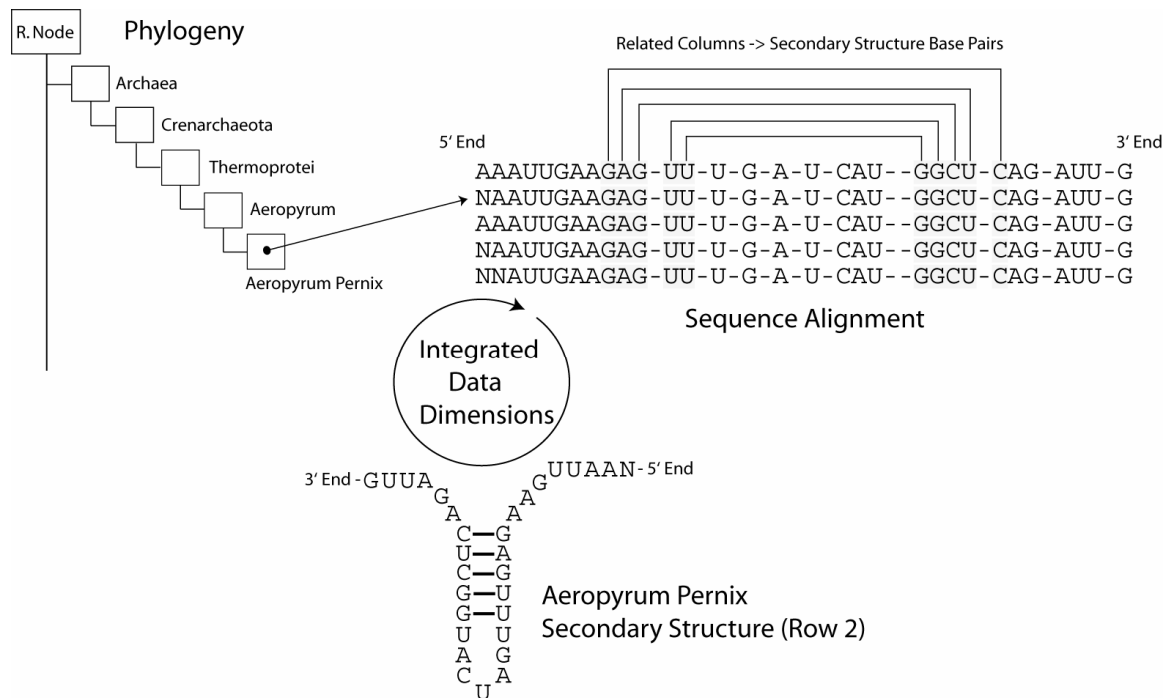 R. Node
Phylogeny
Archaea
Crenarchaeota
Thermoprotei
Aeropyrum
Aeropyrum Pernix
Related Columns -> Secondary Structure Base Pairs
5' End
3' End
AAAUUGAAGAG-UU-U-G-A-U-CAU--GGCU-CAG-AUU-G
NAAUUGAAGAG-UU-U-G-A-U-CAU--GGCU-CAG-AUU-G
AAAUUGAAGAG-UU-U-G-A-U-CAU--GGCU-CAG-AUU-G
NAAUUGAAGAG-UU-U-G-A-U-CAU--GGCU-CAG-AUU-G
NNAUUGAAGAG-UU-U-G-A-U-CAU--GGCU-CAG-AUU-G
Sequence Alignment
Integrated
Data
Dimensions
3' End -GUUAGA
AAGUUAAN- 5' End
C—G
U—A
C—G
G—U
G—U
U U
A G
C A
U
Aeropyrum Pernix
Secondary Structure (Row 2)